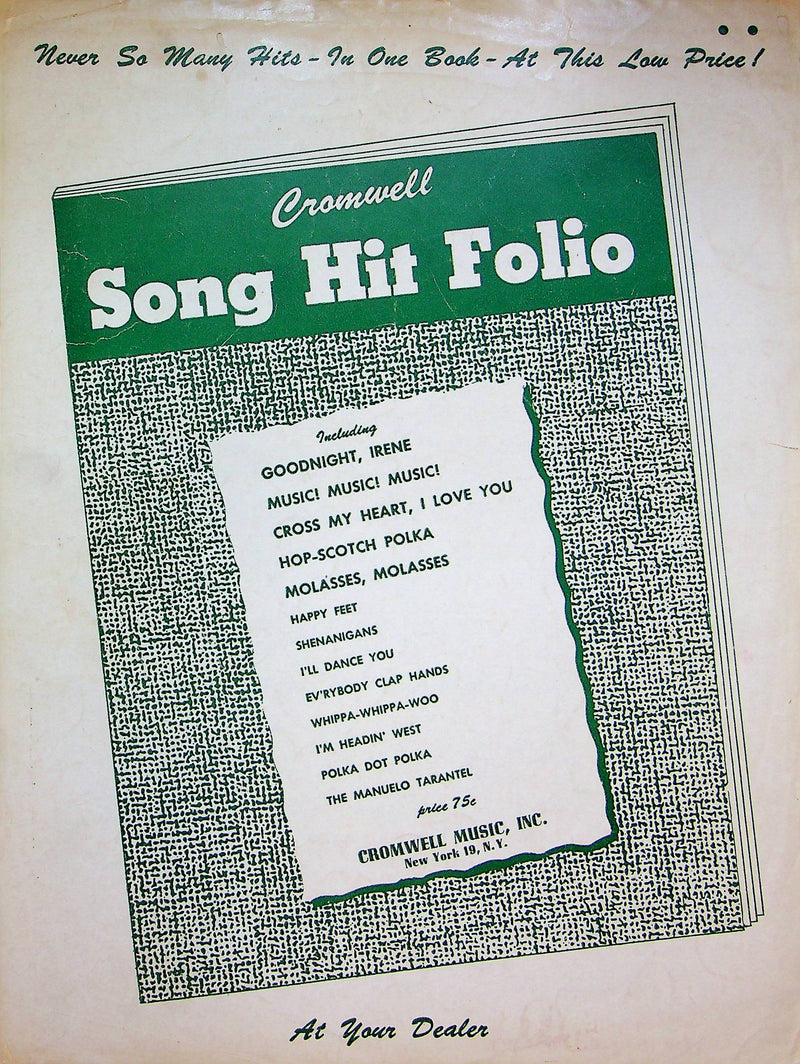 Never So Many Hits - In One Book - At This Low Price!
Cromwell
Song Hit Folio
Including
GOODNIGHT, IRENE
MUSIC! MUSIC! MUSIC!
CROSS MY HEART, I LOVE YOU
HOP-SCOTCH POLKA
MOLASSES, MOLASSES
HAPPY FEET
SHENANIGANS
I'LL DANCE YOU
EV'RYBODY CLAP HANDS
WHIPPA-WHIPPA-WOO
I'M HEADIN' WEST
POLKA DOT POLKA
THE MANUELO TARANTEL
price 75c
CROMWELL MUSIC, INC.
New York 19, N.Y.
At Your Dealer